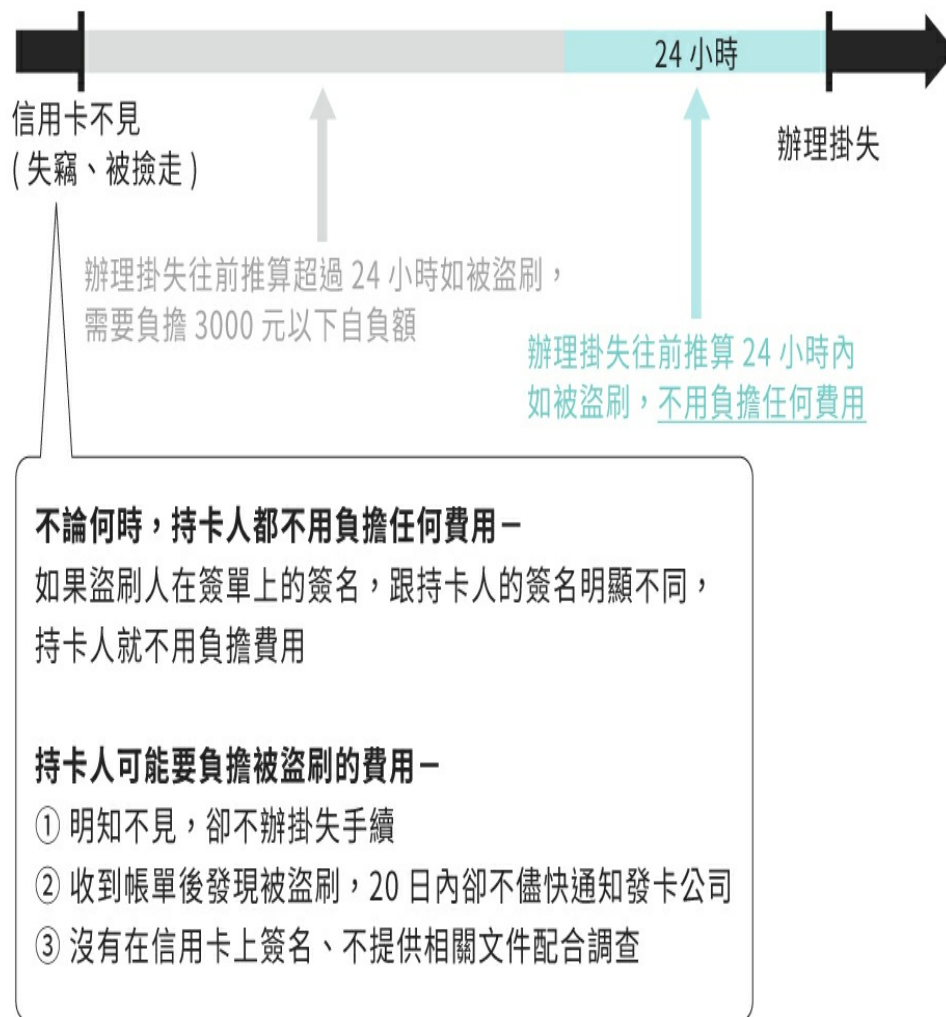 24 小時
信用卡不見
( 失竊、被撿走 )
辦理掛失
辦理掛失往前推算超過 24 小時如被盜刷，
需要負擔 3000 元以下自負額
辦理掛失往前推算 24 小時內
如被盜刷，不用負擔任何費用
不論何時，持卡人都不用負擔任何費用－
如果盜刷人在簽單上的簽名，跟持卡人的簽名明顯不同，
持卡人就不用負擔費用
持卡人可能要負擔被盜刷的費用－
① 明知不見，卻不辦掛失手續
② 收到帳單後發現被盜刷，20 日內卻不儘快通知發卡公司
③ 沒有在信用卡上簽名、不提供相關文件配合調查